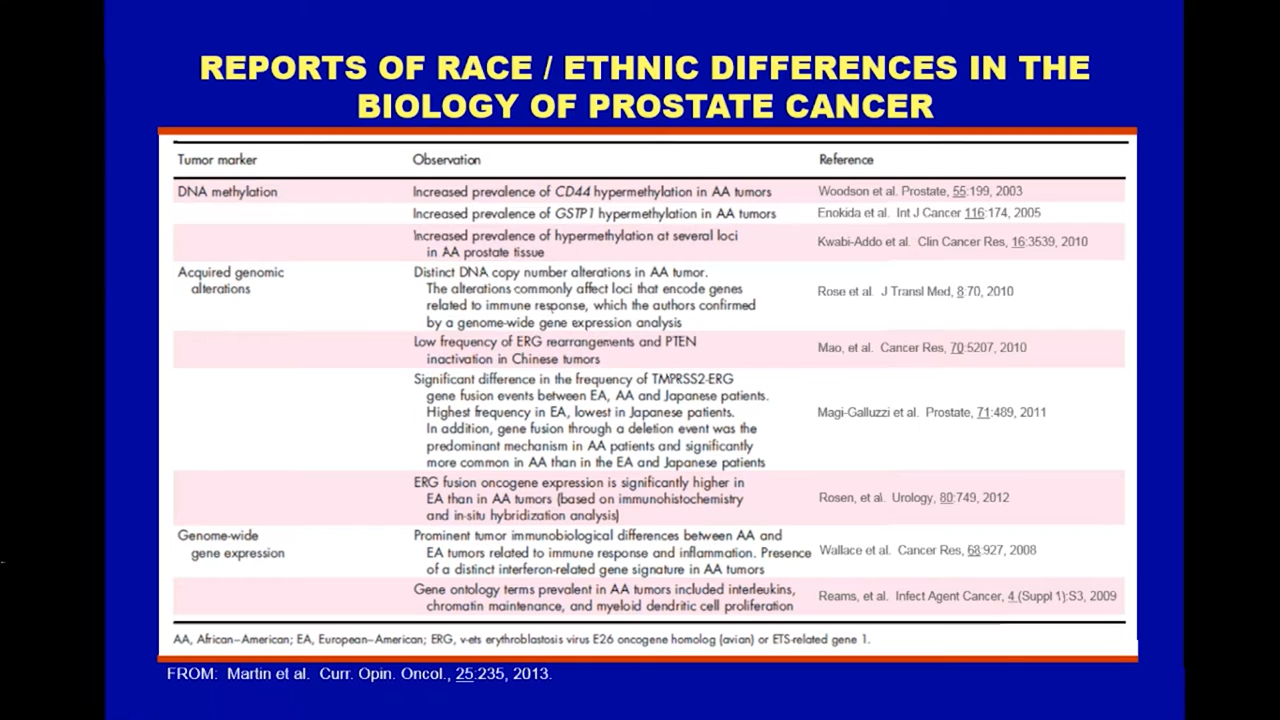 REPORTS OF RACE / ETHNIC DIFFERENCES IN THE
BIOLOGY OF PROSTATE CANCER
Tumor marker Observation Reference
DNA methylation Increased prevalence of CD44 hypermethylation in AA tumors Woodson et al. Prostate, 55:199, 2003
Increased prevalence of GSTP1 hypermethylation in AA tumors Enokida et al. Int J Cancer 116:174, 2005
Increased prevalence of hypermethylation at several loci
in AA prostate tissue
Kwabi-Addo et al. Clin Cancer Res, 16:3539, 2010
Acquired genomic
alterations
Distinct DNA copy number alterations in AA tumor.
The alterations commonly affect loci that encode genes
related to immune response, which the authors confirmed
by a genome-wide gene expression analysis
Rose et al. J Transl Med, 8:70, 2010
Low frequency of ERG rearrangements and PTEN
inactivation in Chinese tumors
Mao, et al. Cancer Res, 70:5207, 2010
Significant difference in the frequency of TMPRSS2-ERG
gene fusion events between EA, AA and Japanese patients.
Highest frequency in EA, lowest in Japanese patients.
In addition, gene fusion through a deletion event was the
predominant mechanism in AA patients and significantly
more common in AA than in the EA and Japanese patients
Magi-Galluzzi et al. Prostate, 71:489, 2011
ERG fusion oncogene expression is significantly higher in
EA than in AA tumors (based on immunohistochemistry
and in-situ hybridization analysis)
Rosen, et al. Urology, 80:749, 2012
Genome-wide
gene expression
Prominent tumor immunobiological differences between AA and
EA tumors related to immune response and inflammation. Presence
of a distinct interferon-related gene signature in AA tumors
Wallace et al. Cancer Res, 68:927, 2008
Gene ontology terms prevalent in AA tumors included interleukins,
chromatin maintenance, and myeloid dendritic cell proliferation
Reams, et al. Infect Agent Cancer, 4 (Suppl 1):S3, 2009
AA, African–American; EA, European–American; ERG, v-ets erythroblastosis virus E26 oncogene homolog (avian) or ETS-related gene 1.
FROM: Martin et al. Curr. Opin. Oncol., 25:235, 2013.